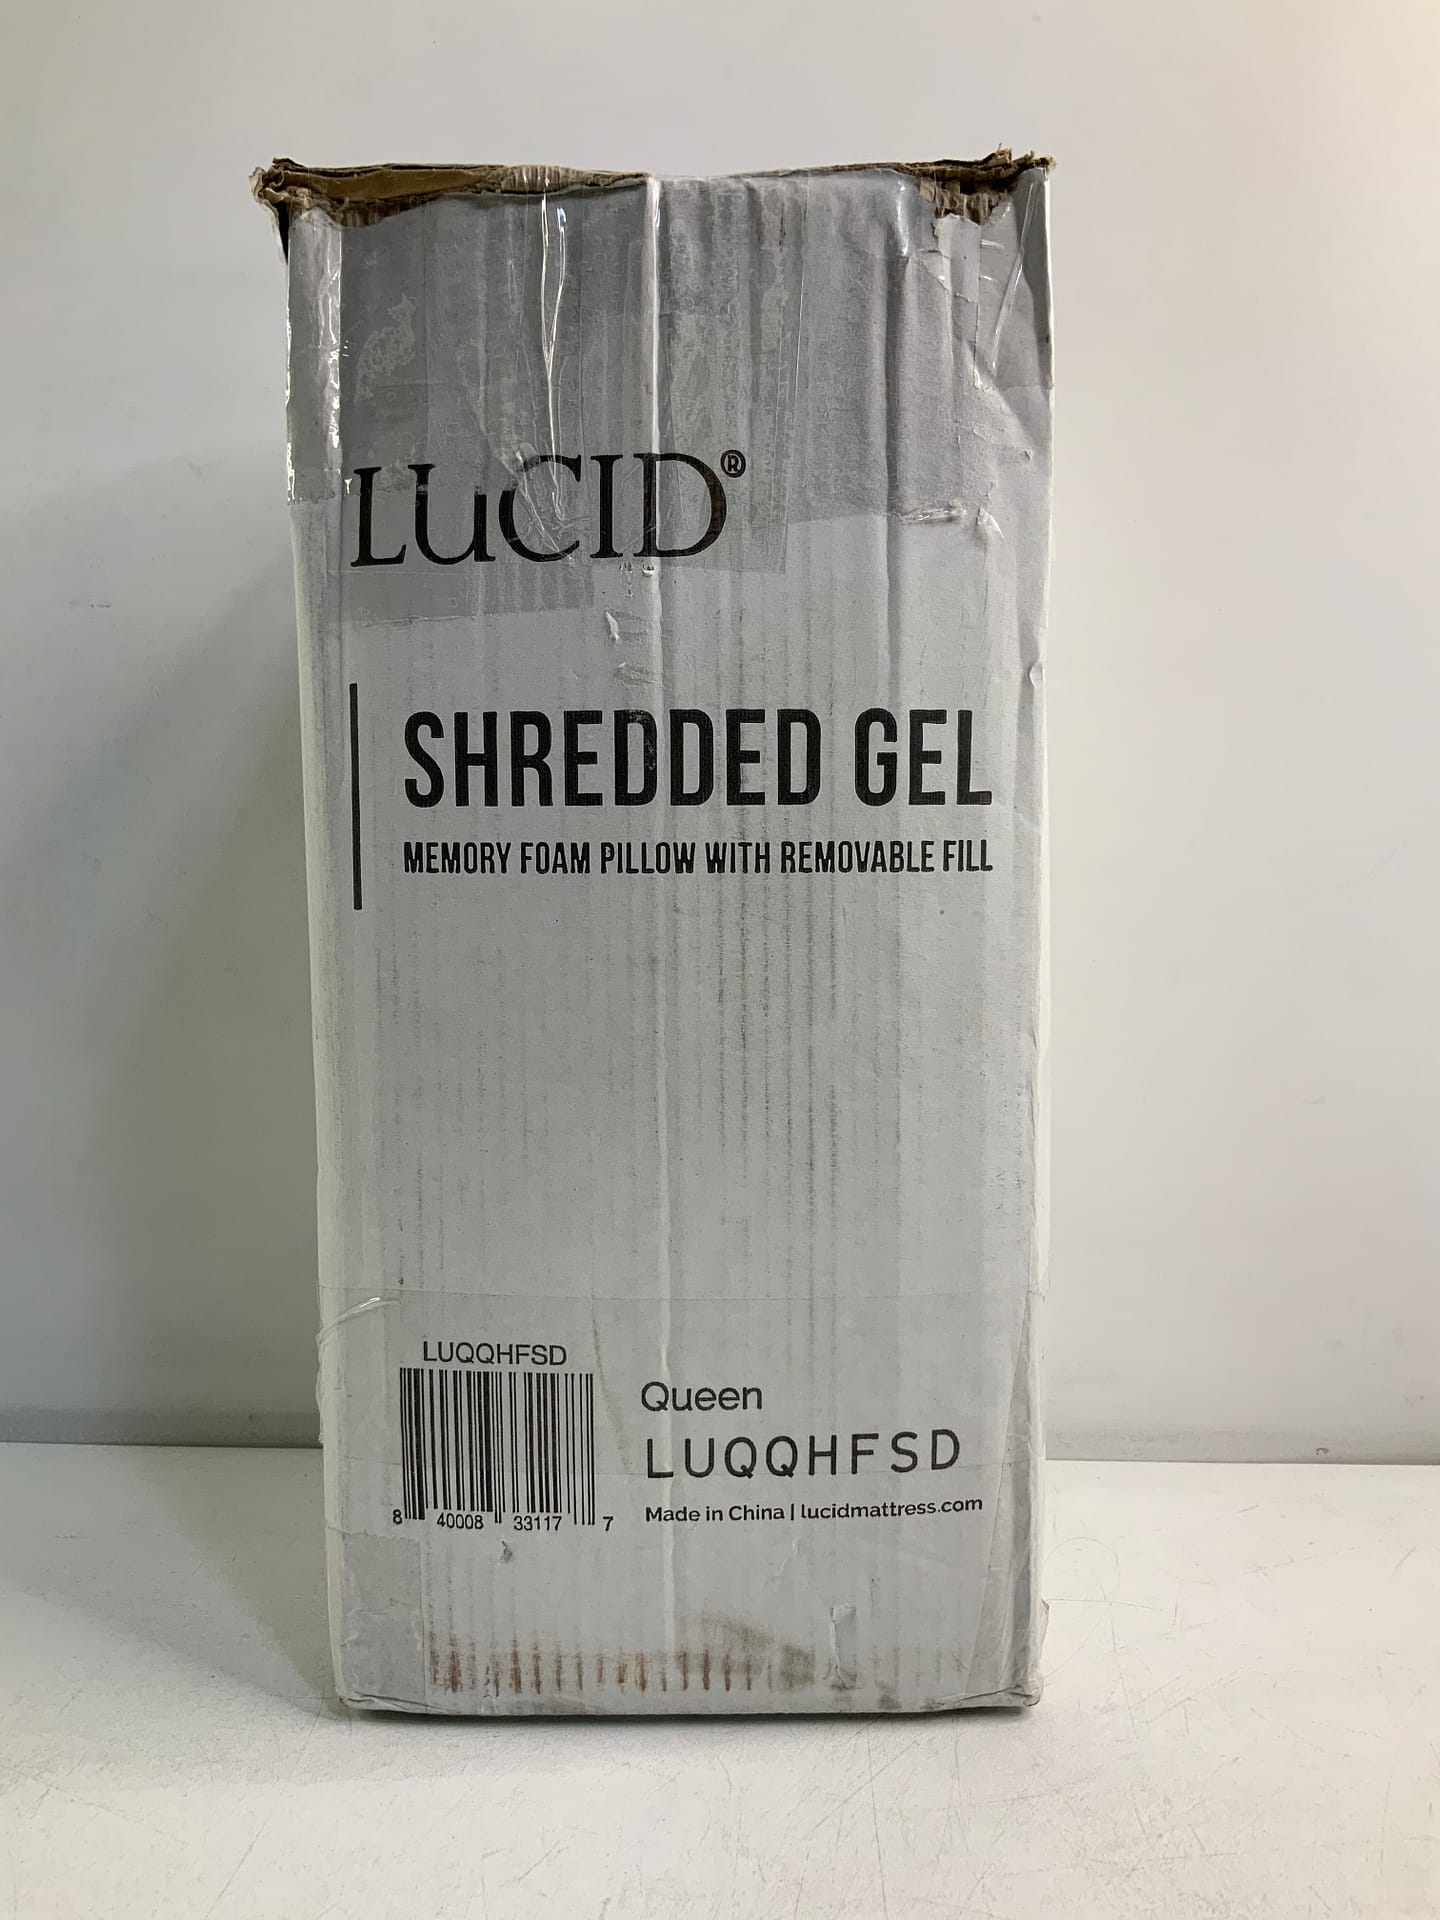 LUCID®
SHREDDED GEL
MEMORY FOAM PILLOW WITH REMOVABLE FILL
LUQQHFSD
8 40008 33117 7
Queen
LUQQHFSD
Made in China | lucidmattress.com